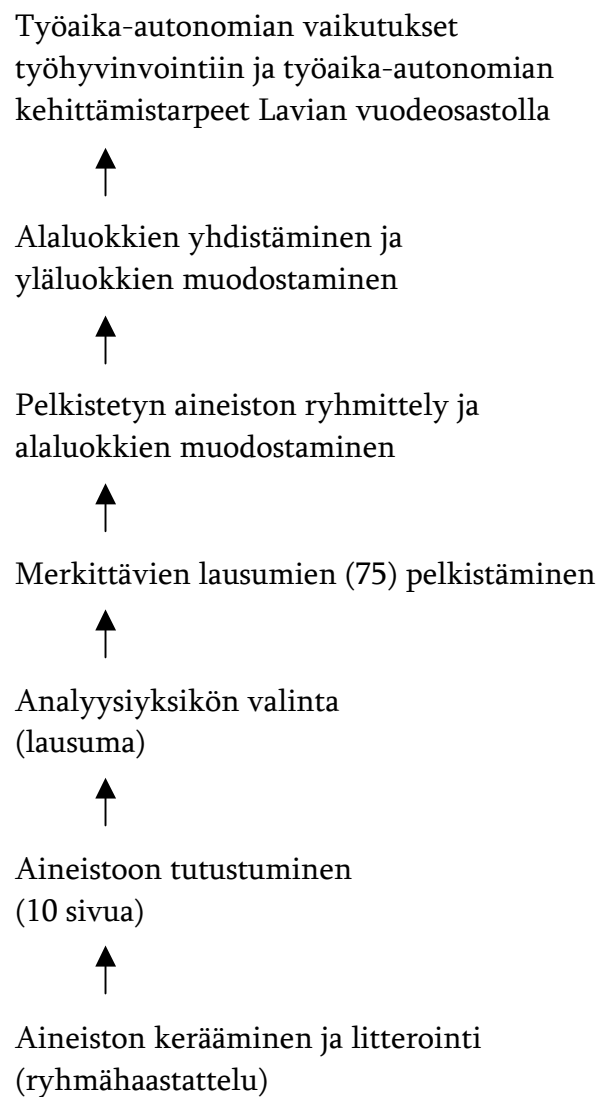 Työaika-autonomian vaikutukset
työhyvinvointiin ja työaika-autonomian
kehittämistarpeet Lavian vuodeosastolla
Alaluokkien yhdistäminen ja
yläluokkien muodostaminen
Pelkistetyn aineiston ryhmittely ja
alaluokkien muodostaminen
Merkittävien lausumien (75) pelkistäminen
Analyysiyksikön valinta
(lausuma)
Aineistoon tutustuminen
(10 sivua)
Aineiston kerääminen ja litterointi
(ryhmähaastattelu)